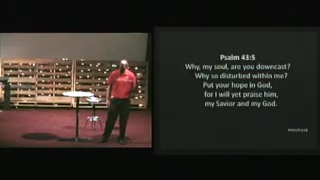 Psalm 43:5
Why, my soul, are you downcast?
Why so disturbed within me?
Put your hope in God,
for I will yet praise him,
my Savior and my God.